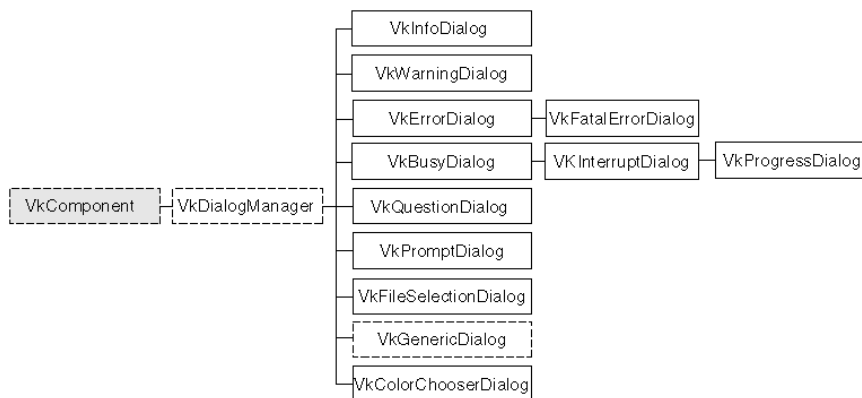 VkInfoDialog
VkWarningDialog
VkErrorDialog
VkFatalErrorDialog
VkBusyDialog
VKInterruptDialog
VkProgressDialog
VkComponent
VkDialogManager
VkQuestionDialog
VkPromptDialog
VkFileSelectionDialog
VkGenericDialog
VkColorChooserDialog